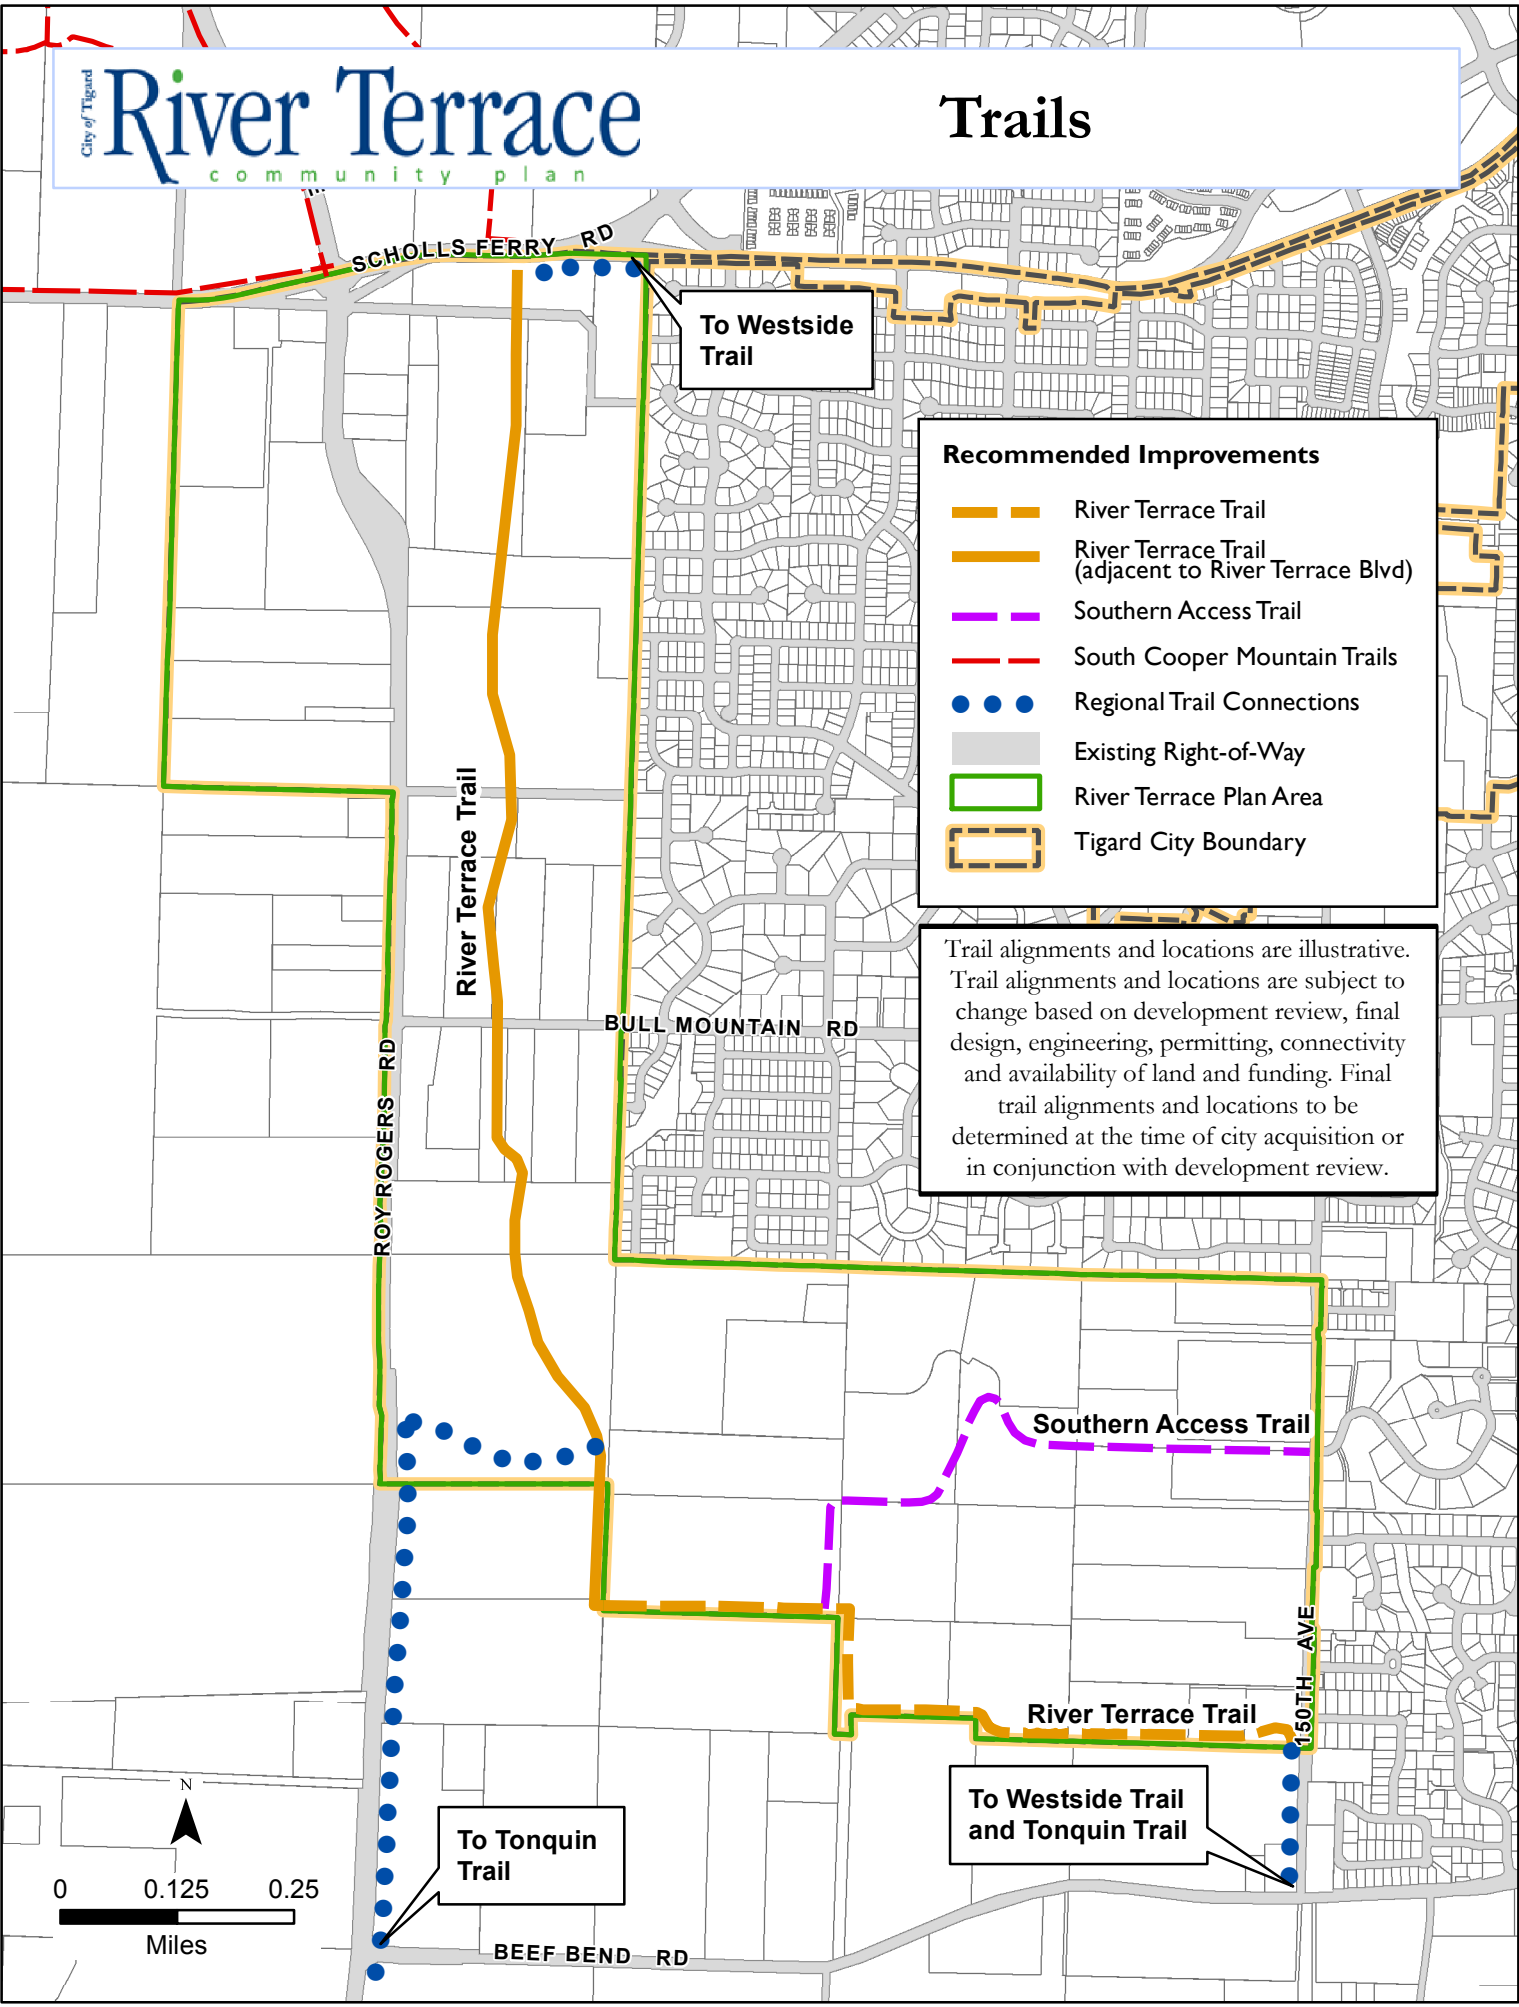 City of Tigard
River Terrace
community plan
Trails
SCHOLLS FERRY RD
To Westside
Trail
Recommended Improvements
River Terrace Trail
River Terrace Trail
(adjacent to River Terrace Blvd)
Southern Access Trail
South Cooper Mountain Trails
Regional Trail Connections
Existing Right-of-Way
River Terrace Plan Area
Tigard City Boundary
River Terrace Trail
Trail alignments and locations are illustrative.
Trail alignments and locations are subject to
change based on development review, final
design, engineering, permitting, connectivity
and availability of land and funding. Final
trail alignments and locations to be
determined at the time of city acquisition or
in conjunction with development review.
BULL MOUNTAIN RD
ROY ROGERS RD
Southern Access Trail
150TH AVE
River Terrace Trail
To Westside Trail
and Tonquin Trail
N
To Tonquin
Trail
0 0.125 0.25
Miles
BEEF BEND RD